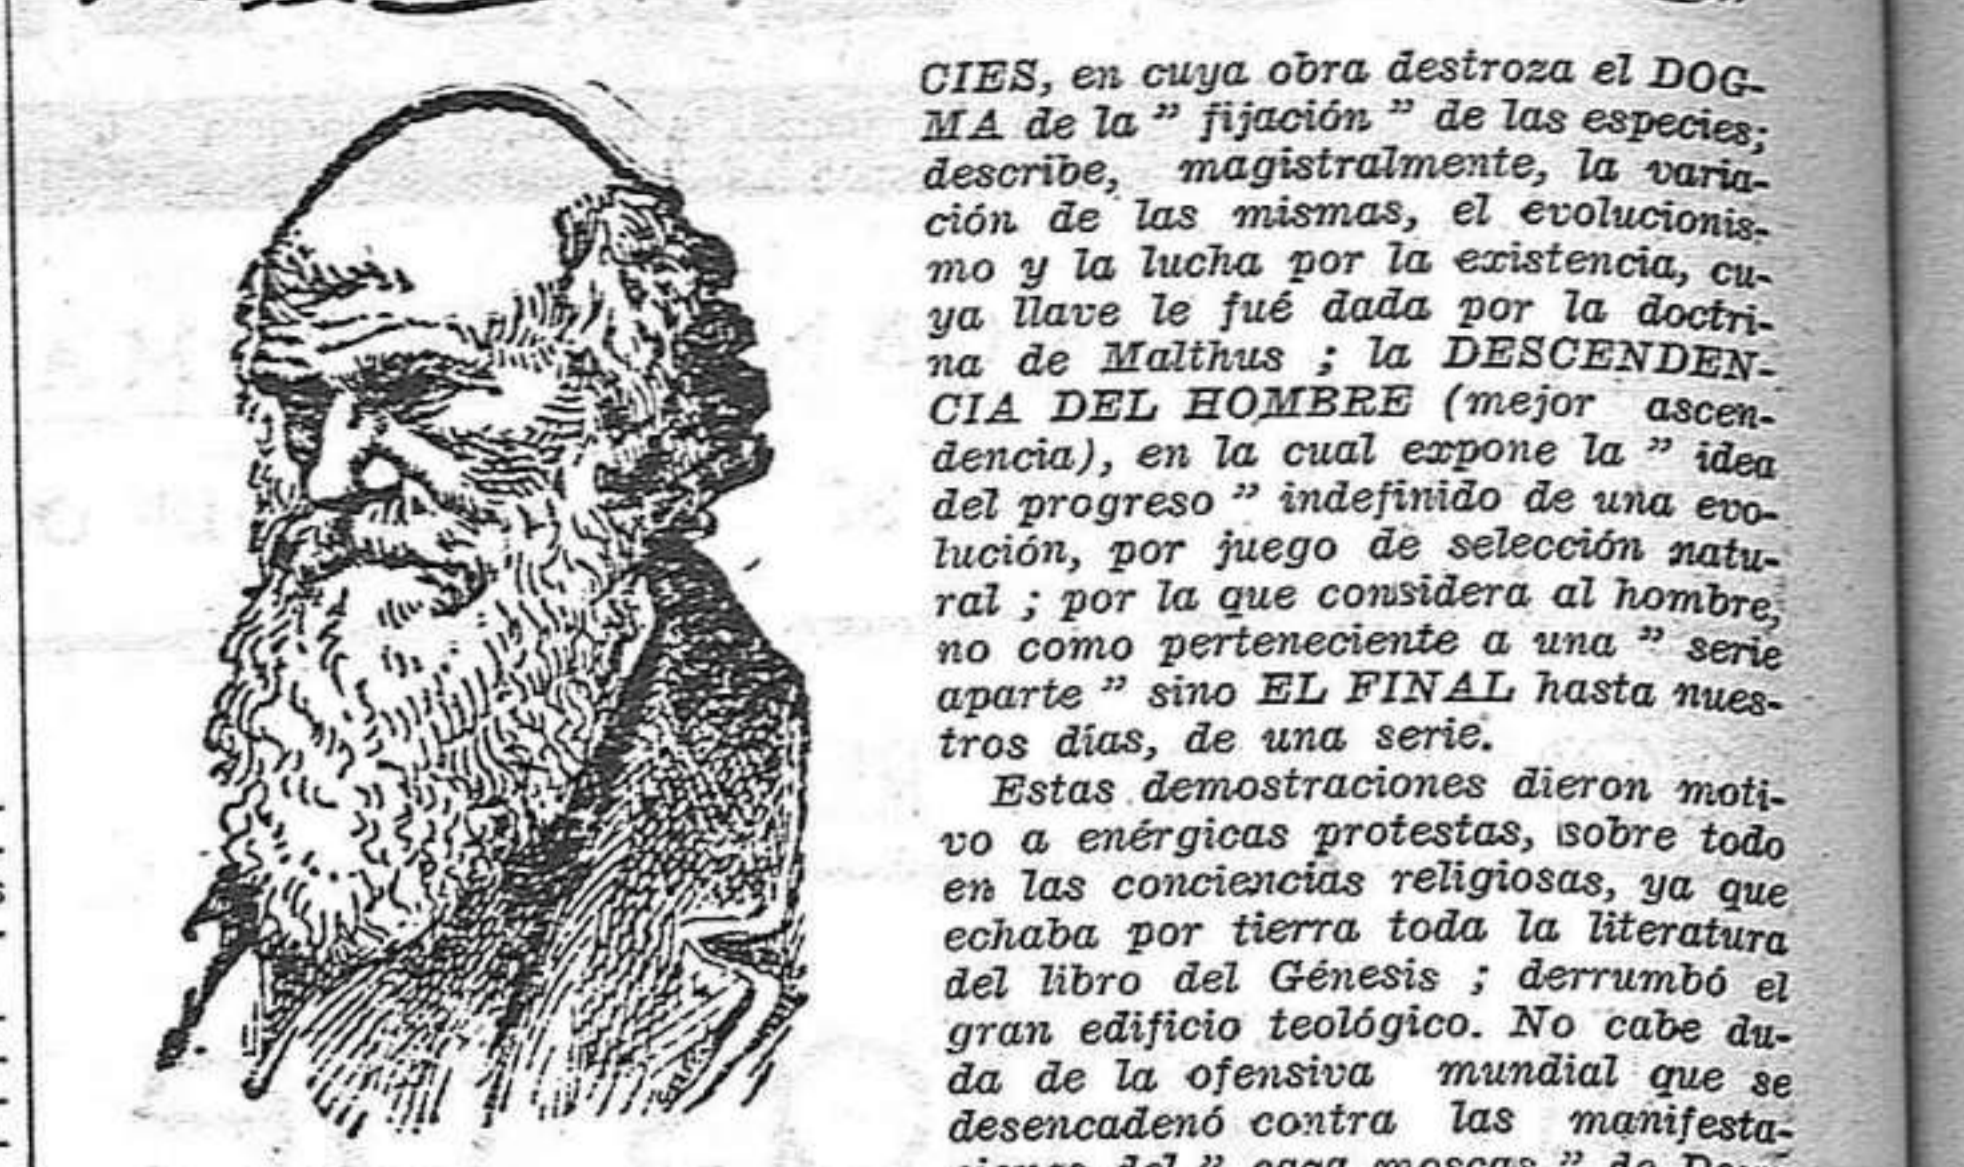 CIES, en cuya obra destroza el DOG-
MA de la " fijación " de las especies;
describe, magistralmente, la varia-
ción de las mismas, el evolucionis-
mo y la lucha por la existencia, cu-
ya llave le fué dada por la doctri-
na de Malthus ; la DESCENDEN-
CIA DEL HOMBRE (mejor ascen-
dencia), en la cual expone la " idea
del progreso " indefinido de una evo-
lución, por juego de selección natu-
ral ; por la que considera al hombre,
no como perteneciente a una " serie
aparte " sino EL FINAL hasta nues-
tros días, de una serie.
Estas demostraciones dieron moti-
vo a enérgicas protestas, sobre todo
en las conciencias religiosas, ya que
echaba por tierra toda la literatura
del libro del Génesis ; derrumbó el
gran edificio teológico. No cabe du-
da de la ofensiva mundial que se
desencadenó contra las manifesta-
ciones del " caga moscas " de